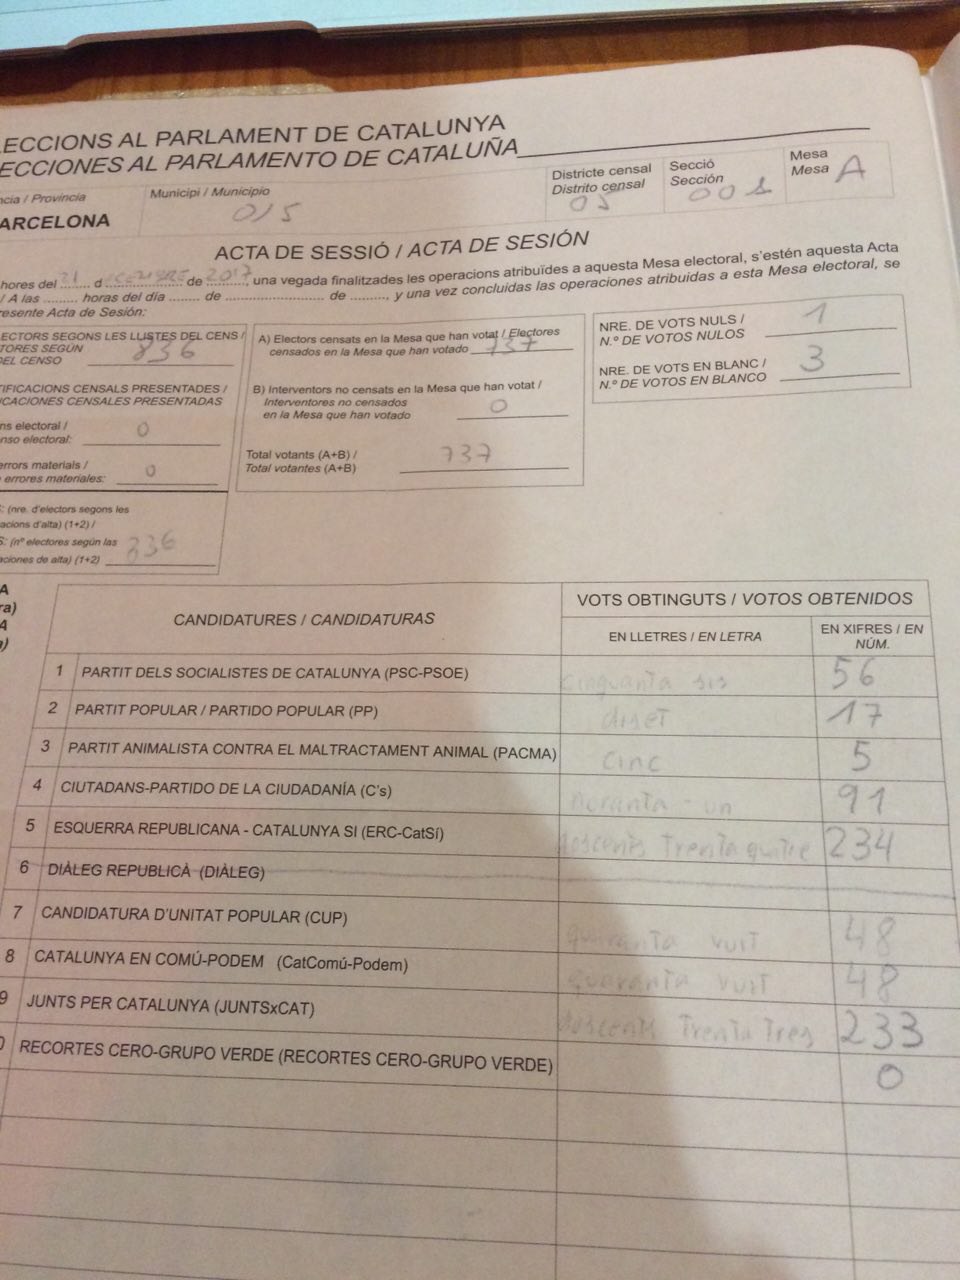 LECCIONS AL PARLAMENT DE CATALUNYA
ECCIONES AL PARLAMENTO DE CATALUÑA
ncia / Provincia
ARCELONA
Municipi / Municipio
015
Districte censal
Distrito censal
05
Secció
Sección
001
Mesa
Mesa A
ACTA DE SESSIÓ / ACTA DE SESIÓN
hores del 21 d de 2017, una vegada finalitzades les operacions atribuïdes a aquesta Mesa electoral, s'estén aquesta Acta
/ A las ......... horas del día ........ de ......................... de ........, y una vez concluidas las operaciones atribuidas a esta Mesa electoral, se
resente Acta de Sesión:
ECTORS SEGONS LES LLISTES DEL CENS /
TORES SEGÚN
DEL CENSO 836
TIFICACIONS CENSALS PRESENTADES /
ICACIONES CENSALES PRESENTADAS
ns electoral /
nso electoral: 0
errors materials /
e errores materiales: 0
S: (nre. d'electors segons les
acions d'alta) (1+2) /
S: (nº electores según las
aciones de alta) (1+2) 836
A) Electors censats en la Mesa que han votat / Electores
censados en la Mesa que han votado 737
B) Interventors no censats en la Mesa que han votat /
Interventores no censados
en la Mesa que han votado 0
Total votants (A+B) /
Total votantes (A+B) 737
NRE. DE VOTS NULS /
N.º DE VOTOS NULOS 1
NRE. DE VOTS EN BLANC /
N.º DE VOTOS EN BLANCO 3
A
ra)
A
a)
CANDIDATURES / CANDIDATURAS
VOTS OBTINGUTS / VOTOS OBTENIDOS
EN LLETRES / EN LETRA
EN XIFRES / EN
NÚM.
1 PARTIT DELS SOCIALISTES DE CATALUNYA (PSC-PSOE) cinquanta sis 56
2 PARTIT POPULAR / PARTIDO POPULAR (PP) diset 17
3 PARTIT ANIMALISTA CONTRA EL MALTRACTAMENT ANIMAL (PACMA) cinc 5
4 CIUTADANS-PARTIDO DE LA CIUDADANÍA (C's) noranta - un 91
5 ESQUERRA REPUBLICANA - CATALUNYA SI (ERC-CatSí) doscents trenta quatre 234
6 DIÀLEG REPUBLICÀ (DIÀLEG)
7 CANDIDATURA D'UNITAT POPULAR (CUP) quaranta vuit 48
8 CATALUNYA EN COMÚ-PODEM (CatComú-Podem) quaranta vuit 48
9 JUNTS PER CATALUNYA (JUNTSxCAT) doscents trenta tres 233
0 RECORTES CERO-GRUPO VERDE (RECORTES CERO-GRUPO VERDE) 0